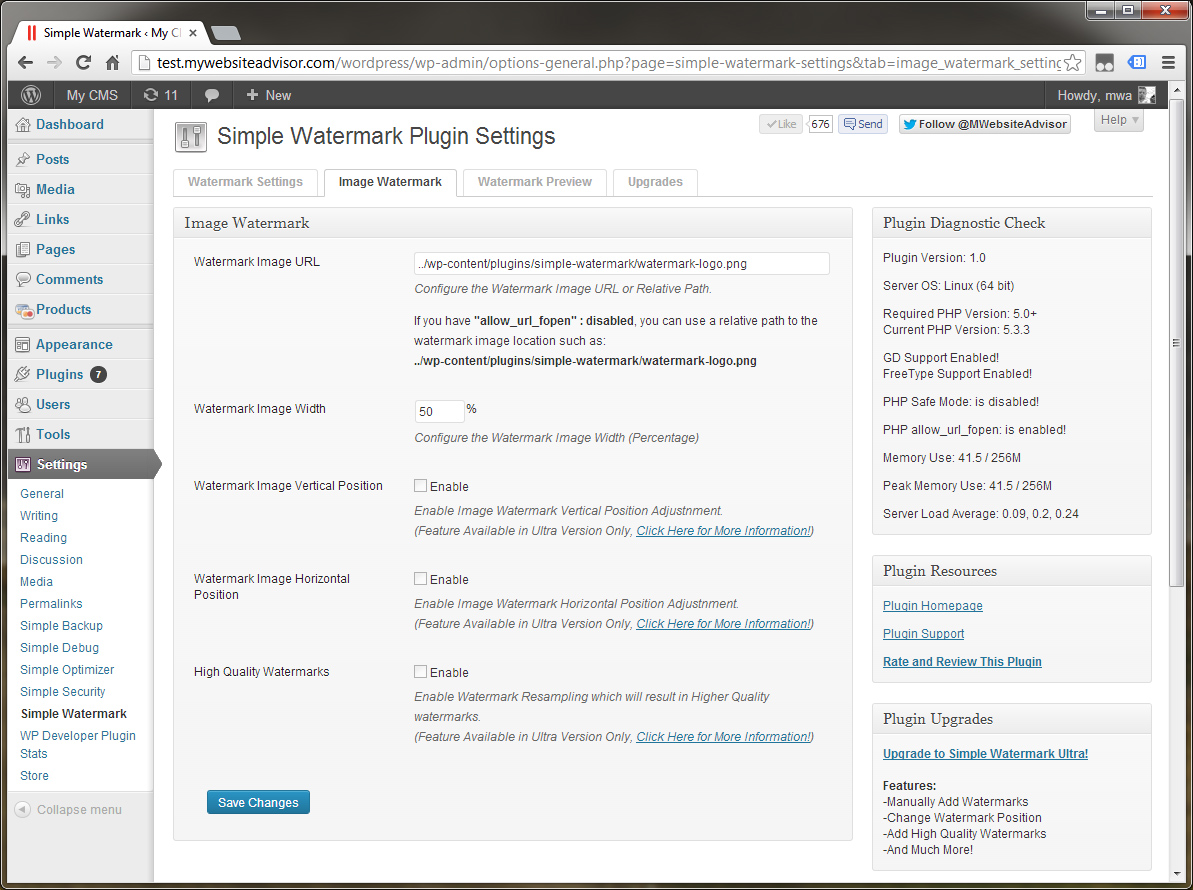 Simple Watermark ‹ My C
test.mywebsiteadvisor.com/wordpress/wp-admin/options-general.php?page=simple-watermark-settings&tab=image_watermark_setting
My CMS
11
+ New
Howdy, mwa
Dashboard
Posts
Media
Links
Pages
Comments
Products
Appearance
Plugins 7
Users
Tools
Settings
General
Writing
Reading
Discussion
Media
Permalinks
Simple Backup
Simple Debug
Simple Optimizer
Simple Security
Simple Watermark
WP Developer Plugin
Stats
Store
Collapse menu
Simple Watermark Plugin Settings
Like
676
Send
Follow @MWebsiteAdvisor
Help
Watermark Settings
Image Watermark
Watermark Preview
Upgrades
Image Watermark
Watermark Image URL
../wp-content/plugins/simple-watermark/watermark-logo.png
Configure the Watermark Image URL or Relative Path.
If you have "allow_url_fopen" : disabled, you can use a relative path to the
watermark image location such as:
../wp-content/plugins/simple-watermark/watermark-logo.png
Watermark Image Width
50 %
Configure the Watermark Image Width (Percentage)
Watermark Image Vertical Position
Enable
Enable Image Watermark Vertical Position Adjustment.
(Feature Available in Ultra Version Only, Click Here for More Information!)
Watermark Image Horizontal
Position
Enable
Enable Image Watermark Horizontal Position Adjustnment.
(Feature Available in Ultra Version Only, Click Here for More Information!)
High Quality Watermarks
Enable
Enable Watermark Resampling which will result in Higher Quality
watermarks.
(Feature Available in Ultra Version Only, Click Here for More Information!)
Save Changes
Plugin Diagnostic Check
Plugin Version: 1.0
Server OS: Linux (64 bit)
Required PHP Version: 5.0+
Current PHP Version: 5.3.3
GD Support Enabled!
FreeType Support Enabled!
PHP Safe Mode: is disabled!
PHP allow_url_fopen: is enabled!
Memory Use: 41.5 / 256M
Peak Memory Use: 41.5 / 256M
Server Load Average: 0.09, 0.2, 0.24
Plugin Resources
Plugin Homepage
Plugin Support
Rate and Review This Plugin
Plugin Upgrades
Upgrade to Simple Watermark Ultra!
Features:
-Manually Add Watermarks
-Change Watermark Position
-Add High Quality Watermarks
-And Much More!